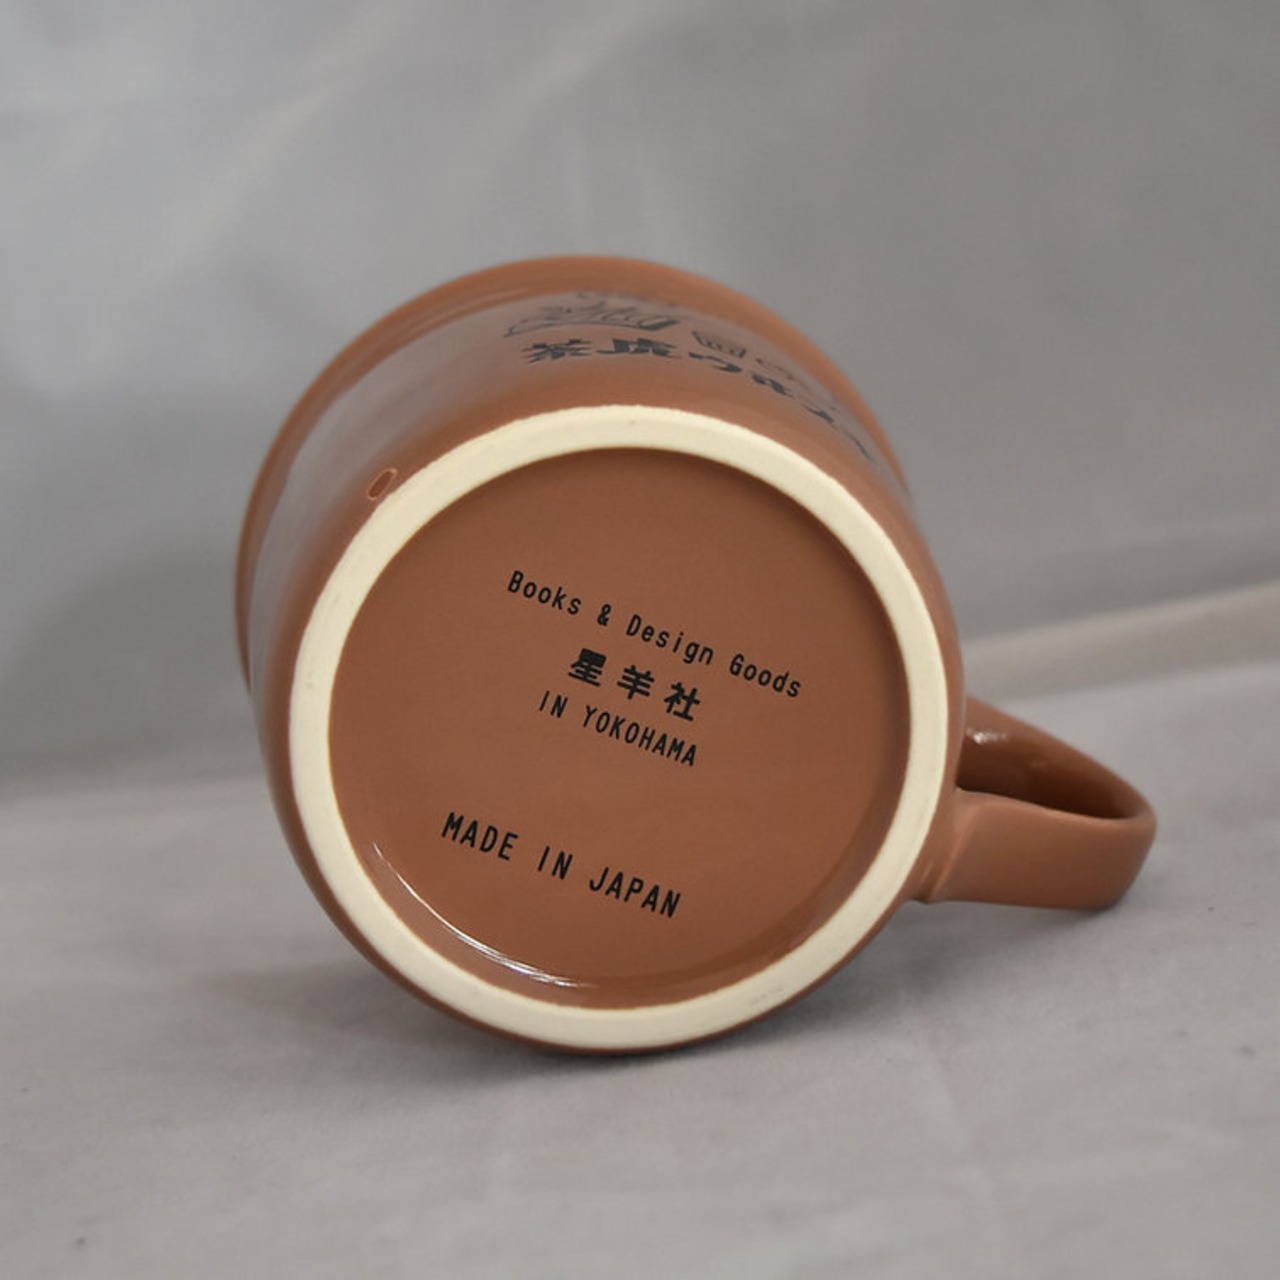 Books & Design Goods
星羊社
IN YOKOHAMA
MADE IN JAPAN